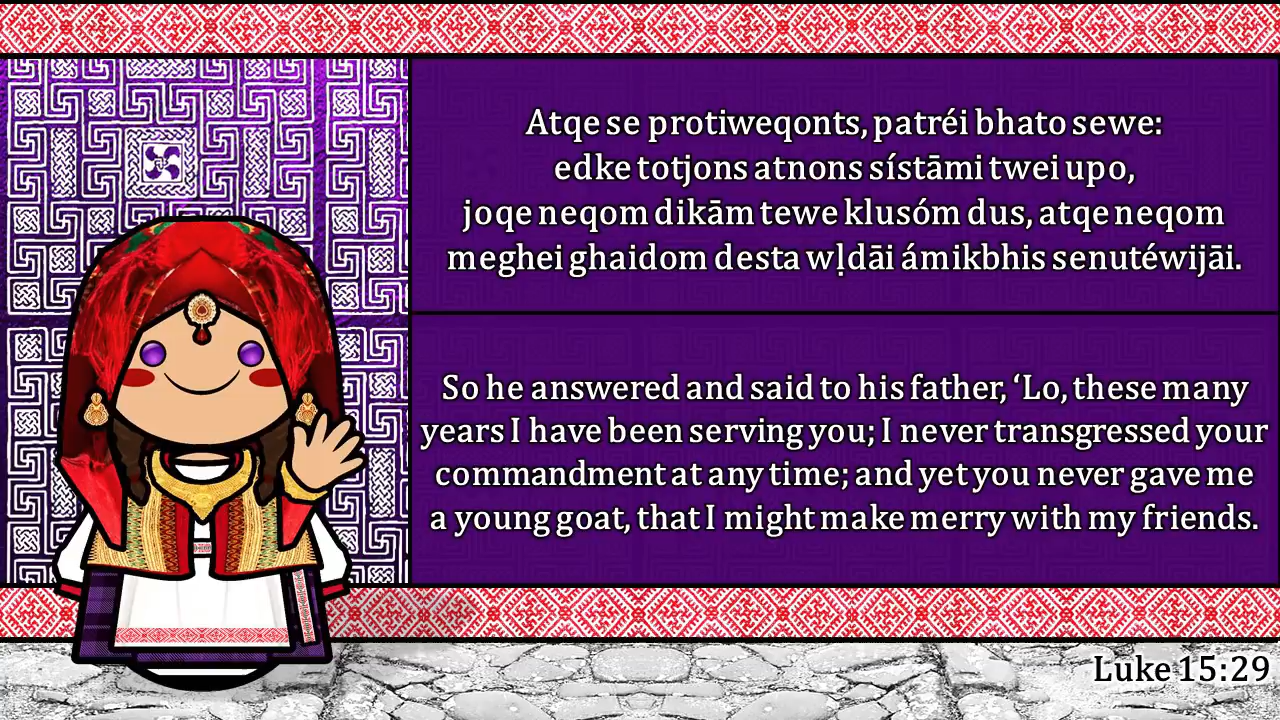 Atqe se protiweqonts, patréi bhato sewe:
edke totjons atnons sístāmi twei upo,
joqe neqom dikām tewe klusóm dus, atqe neqom
meghei ghaidom desta wḷdāi ámikbhis senutéwijāi.
So he answered and said to his father, ‘Lo, these many
years I have been serving you; I never transgressed your
commandment at any time; and yet you never gave me
a young goat, that I might make merry with my friends.
Luke 15:29